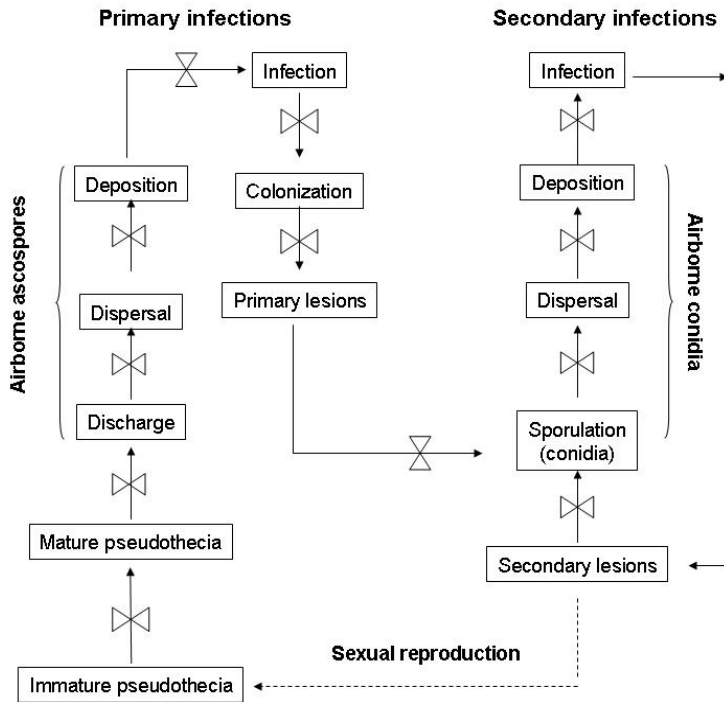 Primary infections
Secondary infections
Infection
Infection
Deposition
Colonization
Deposition
Airborne ascospores
Airborne conidia
Dispersal
Primary lesions
Dispersal
Discharge
Sporulation
(conidia)
Mature pseudothecia
Secondary lesions
Sexual reproduction
Immature pseudothecia